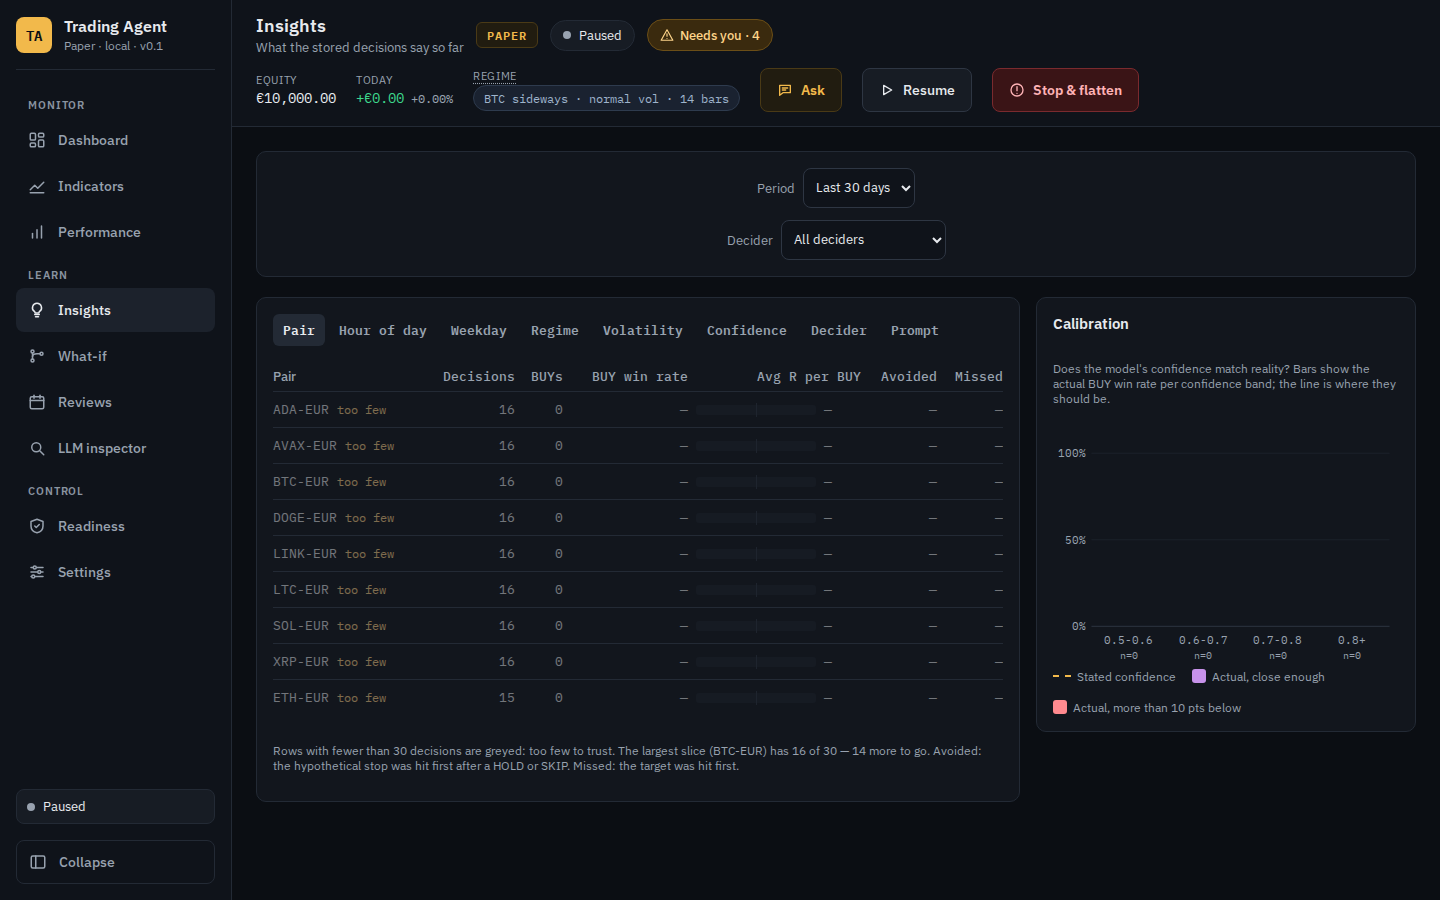 TA
Trading Agent
Paper · local · v0.1
MONITOR
Dashboard
Indicators
Performance
LEARN
Insights
What-if
Reviews
LLM inspector
CONTROL
Readiness
Settings
Paused
Collapse
Insights
What the stored decisions say so far
PAPER
Paused
Needs you · 4
EQUITY
€10,000.00
TODAY
+€0.00 +0.00%
REGIME
BTC sideways · normal vol · 14 bars
Ask
Resume
Stop & flatten
Period Last 30 days
Decider All deciders
Pair Hour of day Weekday Regime Volatility Confidence Decider Prompt
Pair Decisions BUYs BUY win rate Avg R per BUY Avoided Missed
ADA-EUR too few 16 0 — — — —
AVAX-EUR too few 16 0 — — — —
BTC-EUR too few 16 0 — — — —
DOGE-EUR too few 16 0 — — — —
LINK-EUR too few 16 0 — — — —
LTC-EUR too few 16 0 — — — —
SOL-EUR too few 16 0 — — — —
XRP-EUR too few 16 0 — — — —
ETH-EUR too few 15 0 — — — —
Rows with fewer than 30 decisions are greyed: too few to trust. The largest slice (BTC-EUR) has 16 of 30 — 14 more to go. Avoided:
the hypothetical stop was hit first after a HOLD or SKIP. Missed: the target was hit first.
Calibration
Does the model's confidence match reality? Bars show the
actual BUY win rate per confidence band; the line is where they
should be.
100%
50%
0%
0.5-0.6 0.6-0.7 0.7-0.8 0.8+
n=0 n=0 n=0 n=0
Stated confidence Actual, close enough
Actual, more than 10 pts below